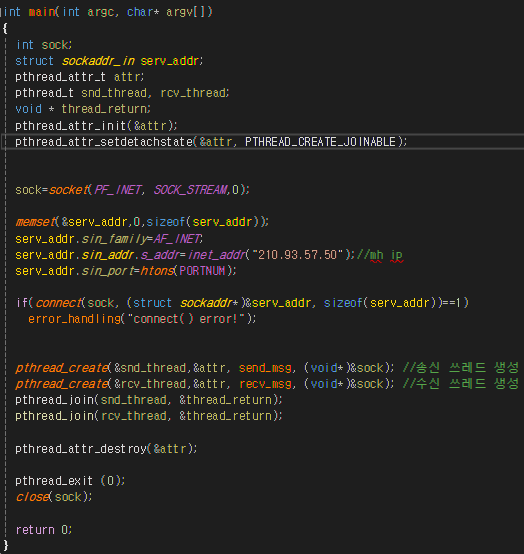 int main(int argc, char* argv[])
{
int sock;
struct sockaddr_in serv_addr;
pthread_attr_t attr;
pthread_t snd_thread, rcv_thread;
void * thread_return;
pthread_attr_init(&attr);
pthread_attr_setdetachstate(&attr, PTHREAD_CREATE_JOINABLE);
sock=socket(PF_INET, SOCK_STREAM,0);
memset(&serv_addr,0,sizeof(serv_addr));
serv_addr.sin_family=AF_INET;
serv_addr.sin_addr.s_addr=inet_addr("210.93.57.50");//mh ip
serv_addr.sin_port=htons(PORTNUM);
if(connect(sock, (struct sockaddr*)&serv_addr, sizeof(serv_addr))==1)
error_handling("connect() error!");
pthread_create(&snd_thread,&attr, send_msg, (void*)&sock); //송신 쓰레드 생성
pthread_create(&rcv_thread,&attr, recv_msg, (void*)&sock); //수신 쓰레드 생성
pthread_join(snd_thread, &thread_return);
pthread_join(rcv_thread, &thread_return);
pthread_attr_destroy(&attr);
pthread_exit (0);
close(sock);
return 0;
}